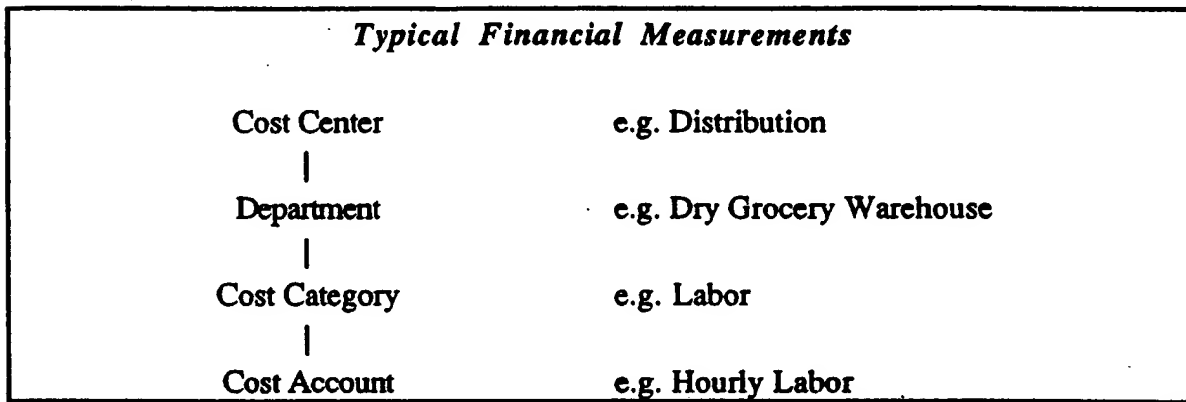 Typical Financial Measurements
Cost Center e.g. Distribution
Department e.g. Dry Grocery Warehouse
Cost Category e.g. Labor
Cost Account e.g. Hourly Labor